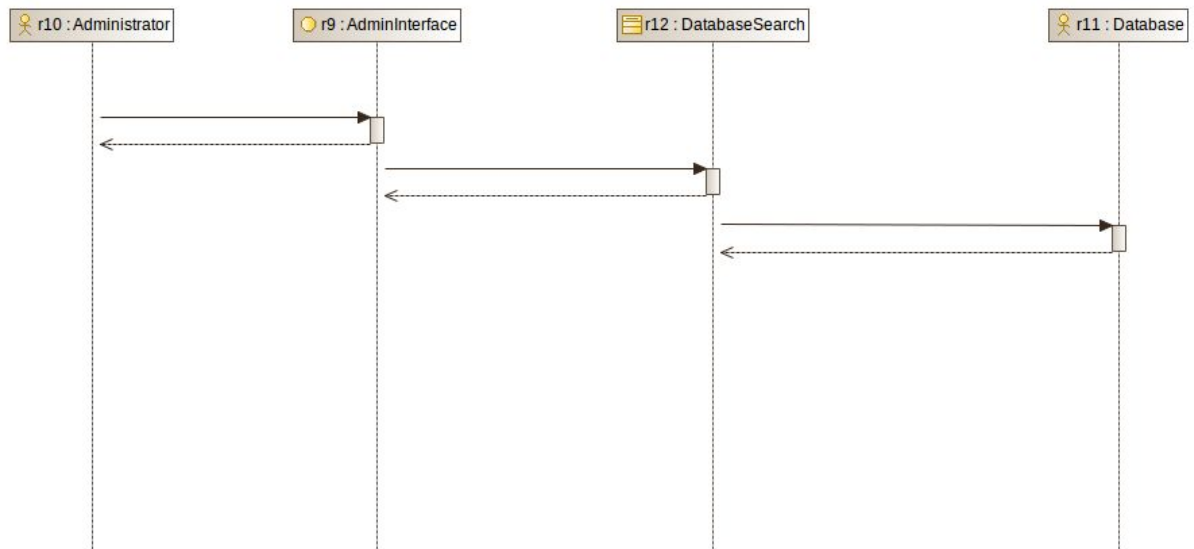 r10 : Administrator
r9 : AdminInterface
r12 : DatabaseSearch
r11 : Database